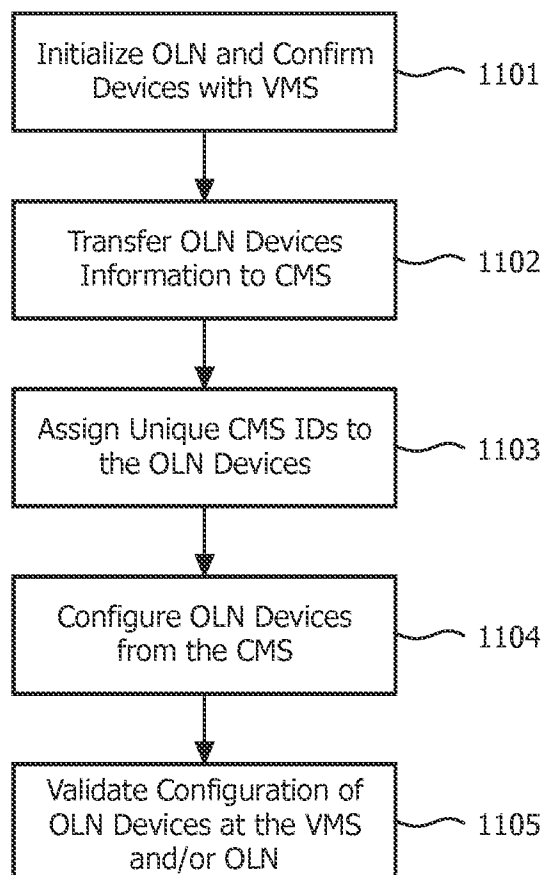 Initialize OLN and Confirm
Devices with VMS
1101
Transfer OLN Devices
Information to CMS
1102
Assign Unique CMS IDs to
the OLN Devices
1103
Configure OLN Devices
from the CMS
1104
Validate Configuration of
OLN Devices at the VMS
and/or OLN
1105